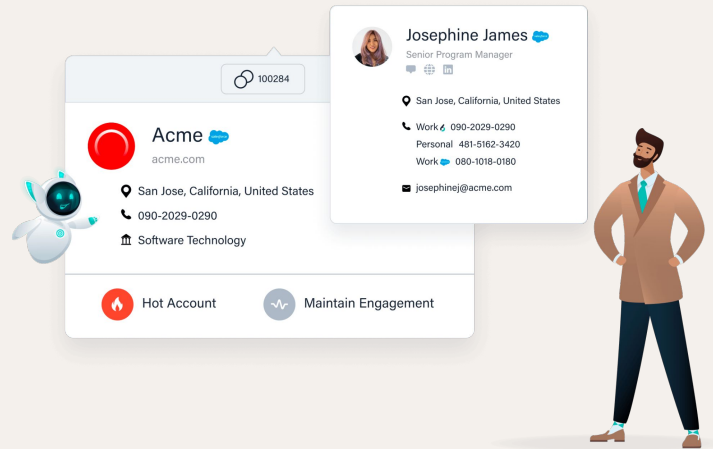 100284
Acme
acme.com
San Jose, California, United States
090-2029-0290
Software Technology
Hot Account
Maintain Engagement
Josephine James
Senior Program Manager
San Jose, California, United States
Work 090-2029-0290
Personal 481-5162-3420
Work 080-1018-0180
josephinej@acme.com